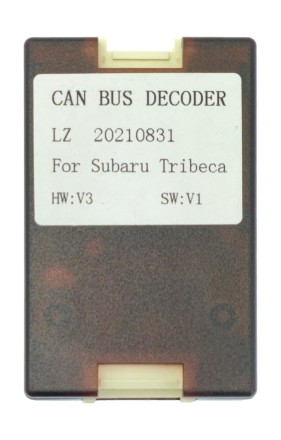 CAN BUS DECODER
LZ 20210831
For Subaru Tribeca
HW:V3 SW:V1